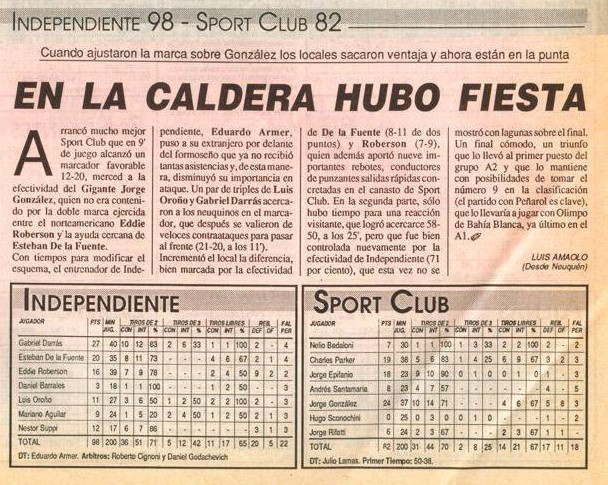 INDEPENDIENTE 98 - SPORT CLUB 82
Cuando ajustaron la marca sobre González los locales sacaron ventaja y ahora están en la punta
EN LA CALDERA HUBO FIESTA
Arrancó mucho mejor
Sport Club que en 9'
de juego alcanzó un
marcador favorable
12-20, merced a la
efectividad del Gigante Jorge
González, quien no era conteni-
do por la doble marca ejercida
entre el norteamericano Eddie
Roberson y la ayuda cercana de
Esteban De la Fuente.
Con tiempos para modificar el
esquema, el entrenador de Inde-
pendiente, Eduardo Armer,
puso a su extranjero por delante
del formoseño que ya no recibió
tantas asistencias y, de esta mane-
ra, disminuyó su importancia en
ataque. Un par de triples de Luis
Oroño y Gabriel Darrás acerca-
ron a los neuquinos en el marca-
dor, que después se valieron de
veloces contraataques para pasar
al frente (21-20, a los 11').
Incrementó el local la diferencia,
bien marcada por la efectividad
de De la Fuente (8-11 de dos
puntos) y Roberson (7-9),
quien además aportó nueve im-
portantes rebotes, conductores
de punzantes salidas rápidas con-
cretadas en el canasto de Sport
Club. En la segunda parte, sólo
hubo tiempo para una reacción
visitante, que logró acercarse 58-
50, a los 25', pero que fue bien
controlada nuevamente por la
efectividad de Independiente (71
por ciento), que esta vez no se
mostró con lagunas sobre el final.
Un final cómodo, un triunfo
que lo llevó al primer puesto del
grupo A2 y que lo mantiene
con posibilidades de tomar el
número 9 en la clasificación
(el partido con Peñarol es clave),
que lo llevaría a jugar con Olimpo
de Bahía Blanca, ya último en el
A1.
LUIS AMAOLO
(Desde Neuquén)
INDEPENDIENTE
JUGADOR PTS MIN JUG. TIROS DE 2 CON INT % TIROS DE 3 CON INT % TIROS LIBRES CON INT % REB. DEF OF FAL PER
Gabriel Darrás 27 40 10 12 83 2 6 33 1 1 100 2 - 4
Esteban De la Fuente 20 35 8 11 73 - - - 4 6 67 2 1 4
Eddie Roberson 16 39 7 9 78 - - - 2 4 50 9 2 2
Daniel Barrales 3 18 1 1 100 - - - 1 2 50 - - 3
Luis Oroño 11 27 3 6 50 1 2 50 2 2 100 2 - 3
Mariano Aguilar 9 24 1 5 20 2 4 50 1 2 50 2 1 3
Nestor Suppi 12 17 6 7 86 - - - - - - 3 1 3
TOTAL 98 200 36 51 71 5 12 42 11 17 65 20 5 22
DT: Eduardo Armer. Arbitros: Roberto Cignoni y Daniel Godachevich
SPORT CLUB
JUGADOR PTS MIN JUG. TIROS DE 2 CON INT % TIROS DE 3 CON INT % TIROS LIBRES CON INT % REB. DEF OF FAL PER
Nello Badaloni 7 30 1 1 100 1 3 33 2 2 100 2 - 2
Charles Parker 19 38 5 6 83 1 4 25 6 9 67 3 2 3
Jorge Epifanio 18 23 9 10 90 0 1 0 - - - - - 3
Andrés Santamaría 8 23 4 7 57 - - - - - - 5 - 2
Jorge González 24 37 10 14 71 - - - 4 6 67 5 8 3
Hugo Sconochini 0 25 0 3 0 0 1 0 - - - - - 3
Jorge Rifatti 6 24 2 3 67 - - - 2 4 50 2 1 2
TOTAL 82 200 31 44 70 2 8 25 14 21 67 17 11 18
DT: Julio Lamas. Primer Tiempo: 50-38.